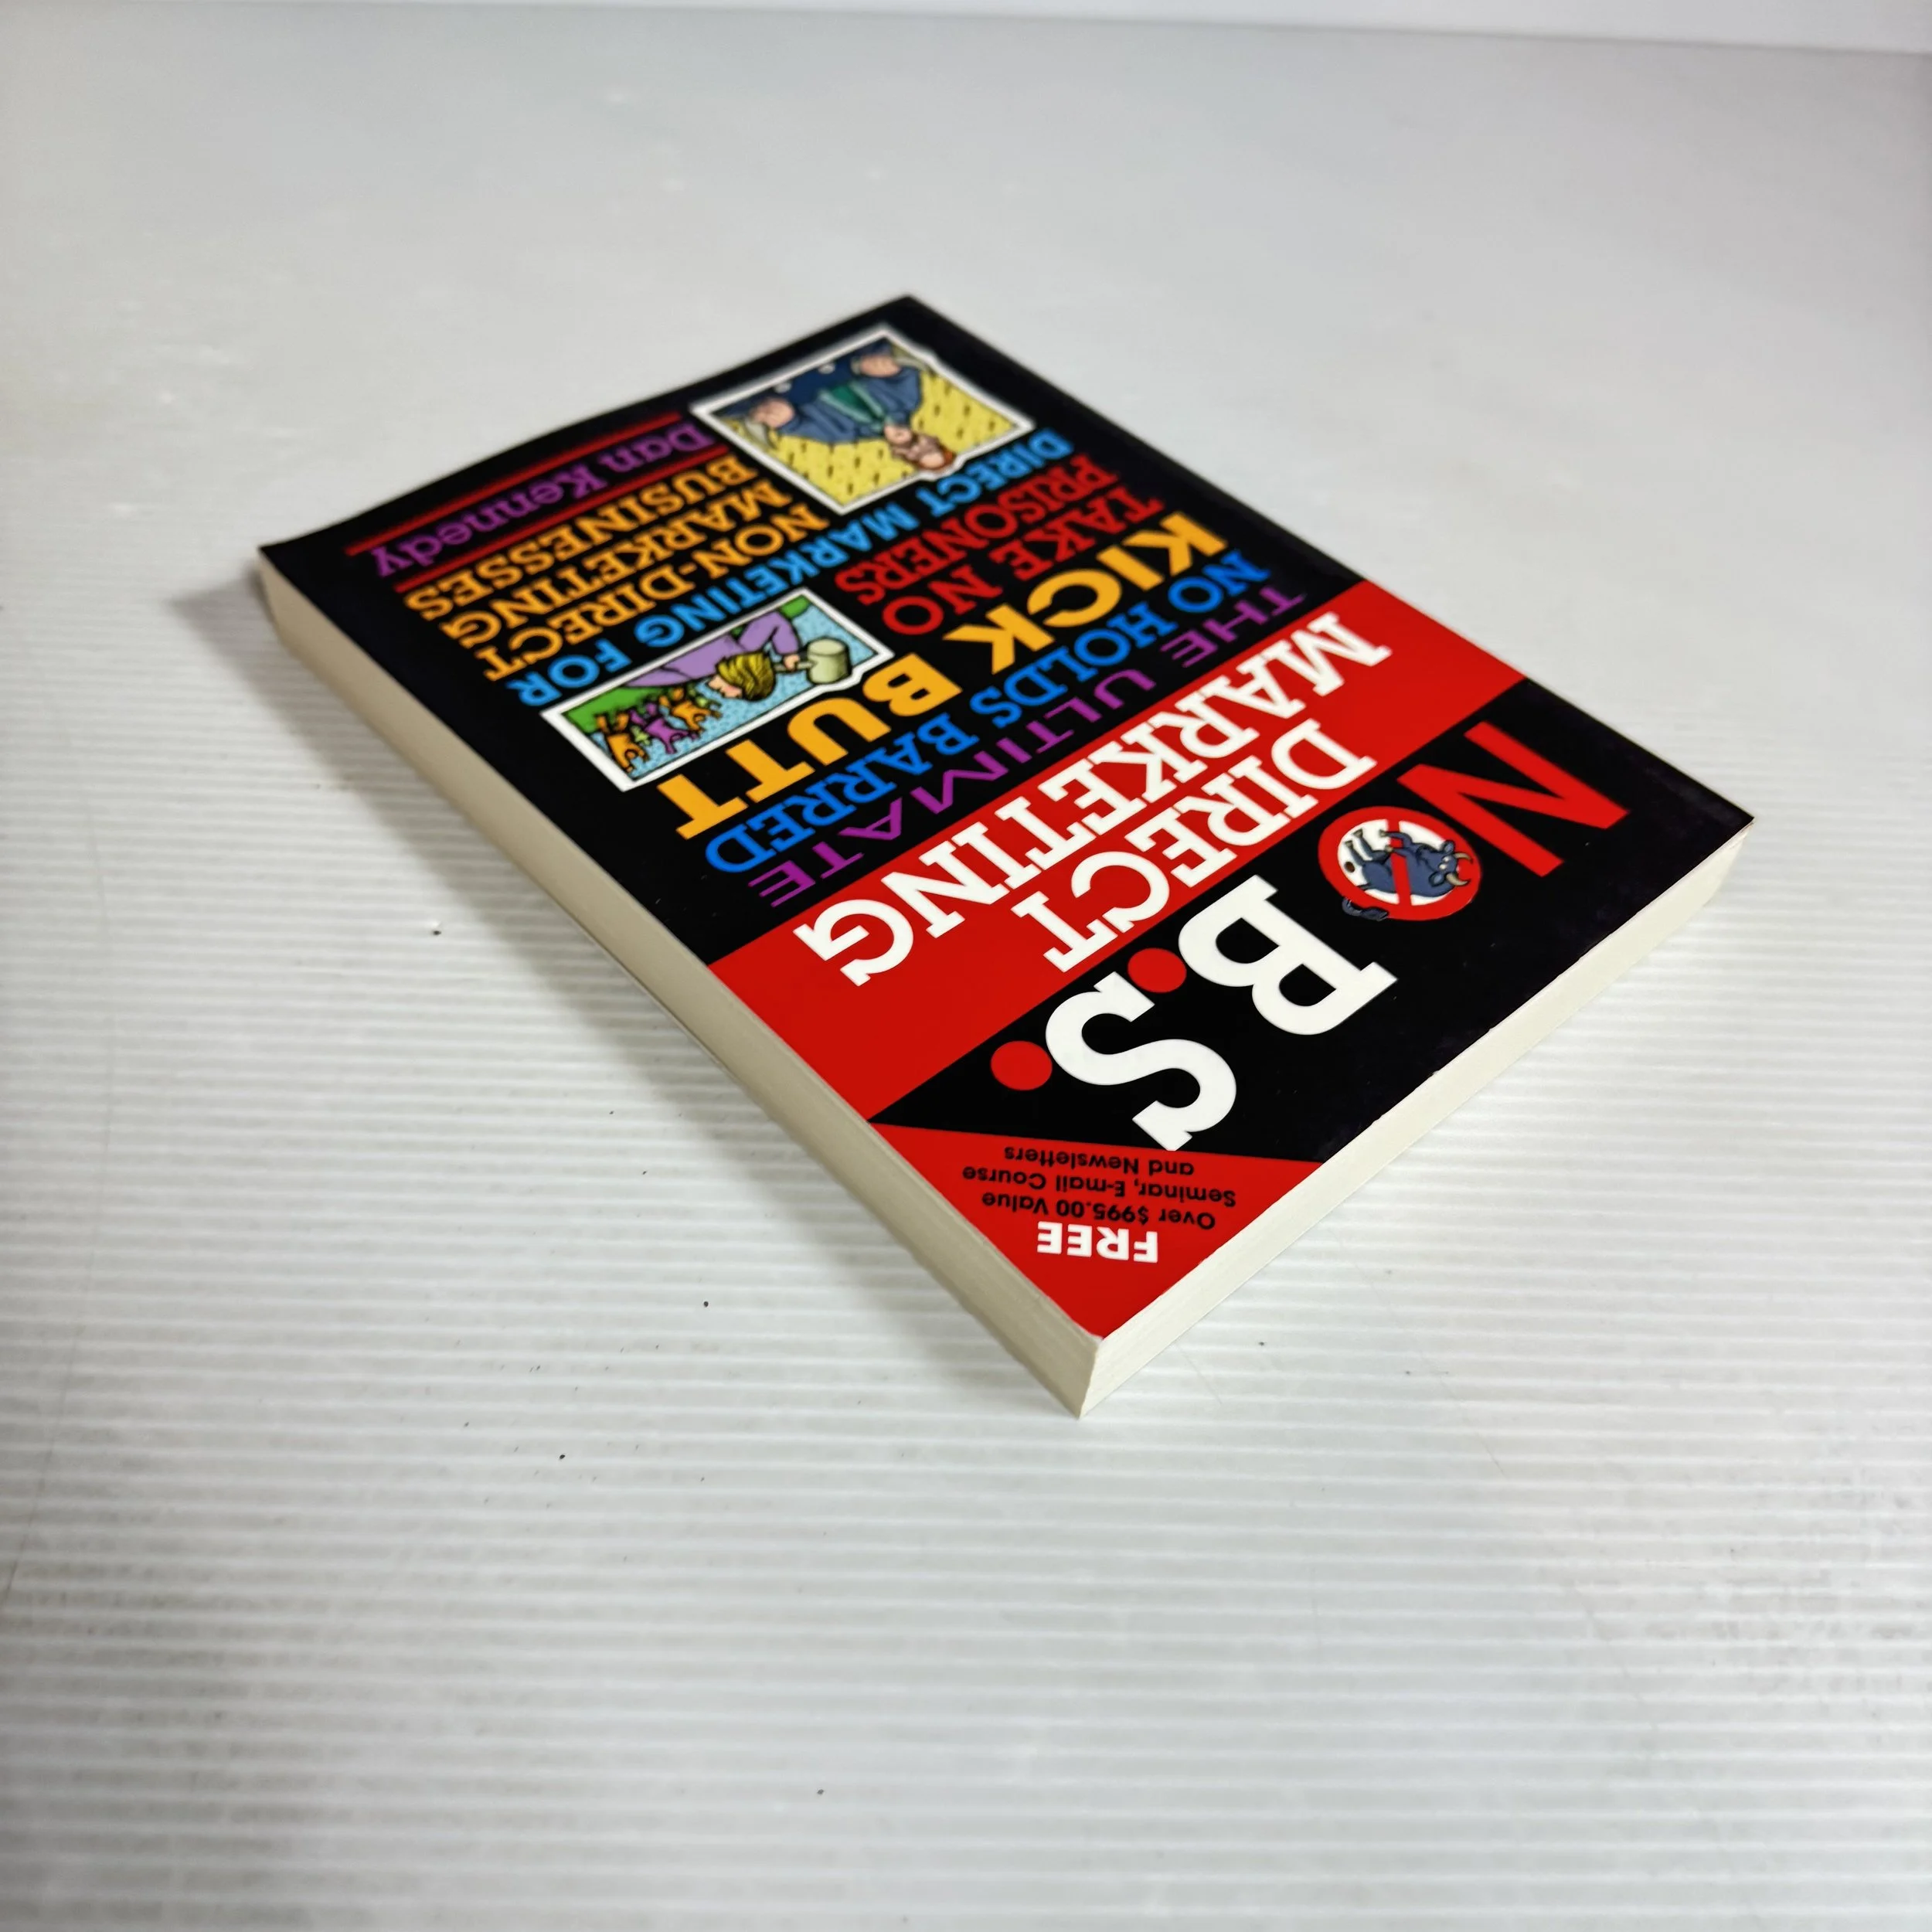 FREE
Over $995.00 Value
Seminar, E-mail Course
and Newsletters
NO
B.S.
DIRECT
MARKETING
THE ULTIMATE
NO HOLDS BARRED
KICK BUTT
TAKE NO
PRISONERS
DIRECT MARKETING FOR
NON-DIRECT
MARKETING
BUSINESSES
Dan Kennedy